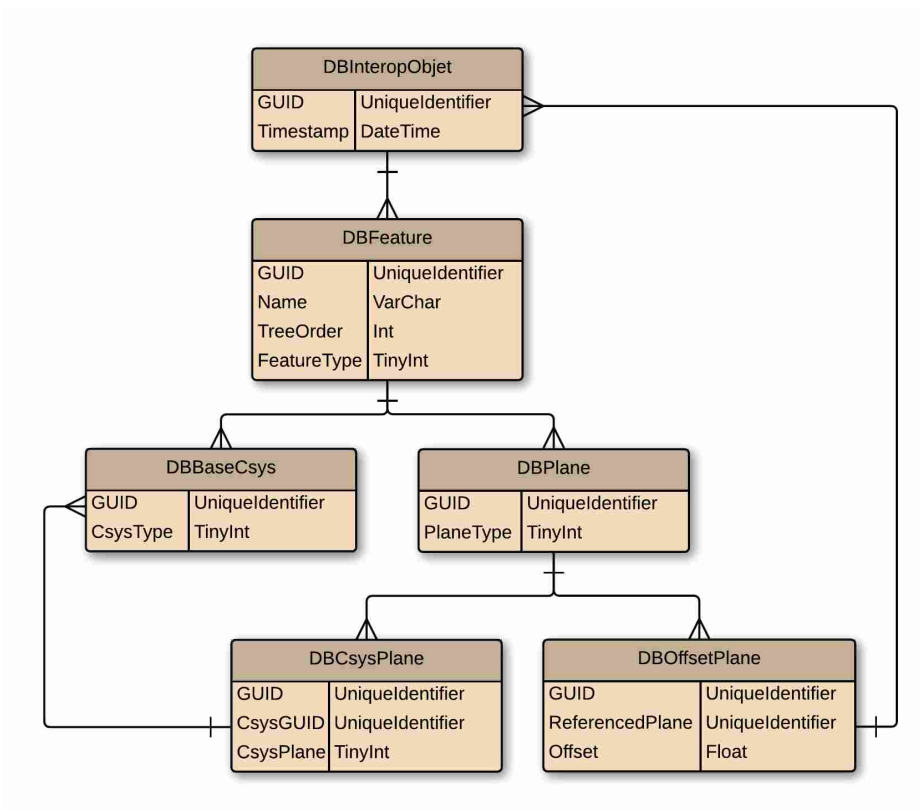 DBInteropObjet
GUID UniqueIdentifier
Timestamp DateTime
DBFeature
GUID UniqueIdentifier
Name VarChar
TreeOrder Int
FeatureType TinyInt
DBBaseCsys
GUID UniqueIdentifier
CsysType TinyInt
DBPlane
GUID UniqueIdentifier
PlaneType TinyInt
DBCsysPlane
GUID UniqueIdentifier
CsysGUID UniqueIdentifier
CsysPlane TinyInt
DBOffsetPlane
GUID UniqueIdentifier
ReferencedPlane UniqueIdentifier
Offset Float